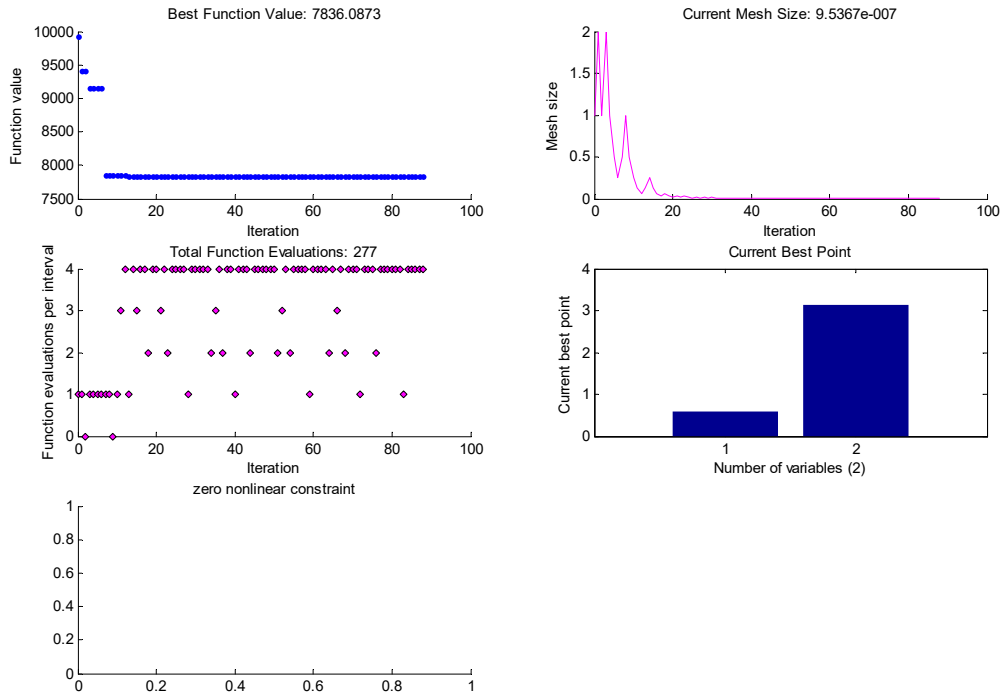 Best Function Value: 7836.0873
10000
9500
9000
8500
8000
7500
0 20 40 60 80 100
Function value
Iteration
Current Mesh Size: 9.5367e-007
2
1.5
1
0.5
0
0 20 40 60 80 100
Mesh size
Iteration
Total Function Evaluations: 277
4
3
2
1
0
0 20 40 60 80 100
Function evaluations per interval
Iteration
Current Best Point
4
3
2
1
0
1 2
Current best point
Number of variables (2)
zero nonlinear constraint
1
0.8
0.6
0.4
0.2
0
0 0.2 0.4 0.6 0.8 1